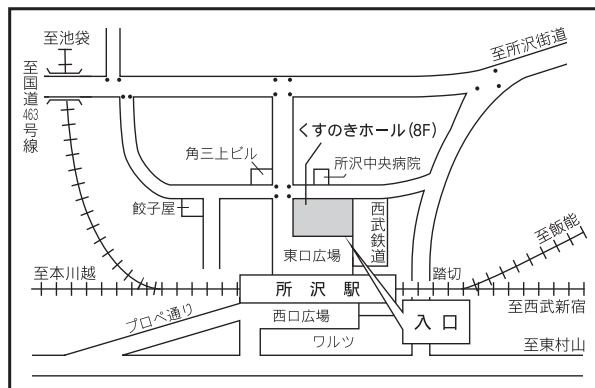 至池袋
至所沢街道
至国道463号線
くすのきホール(8F)
角三上ビル
所沢中央病院
餃子屋
西武鉄道
東口広場
至飯能
至本川越
踏切
所沢駅
至西武新宿
プロペ通り
西口広場
入口
ワルツ
至東村山